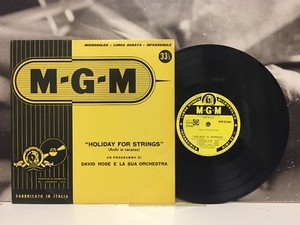 MICROSOLCO - LUNGA DURATA - INFRANGIBILE
33⅓
M-G-M
"HOLIDAY FOR STRINGS"
(Archi in vacanza)
UN PROGRAMMA DI
DAVID ROSE E LA SUA ORCHESTRA
FABBRICATO IN ITALIA
M-G-M